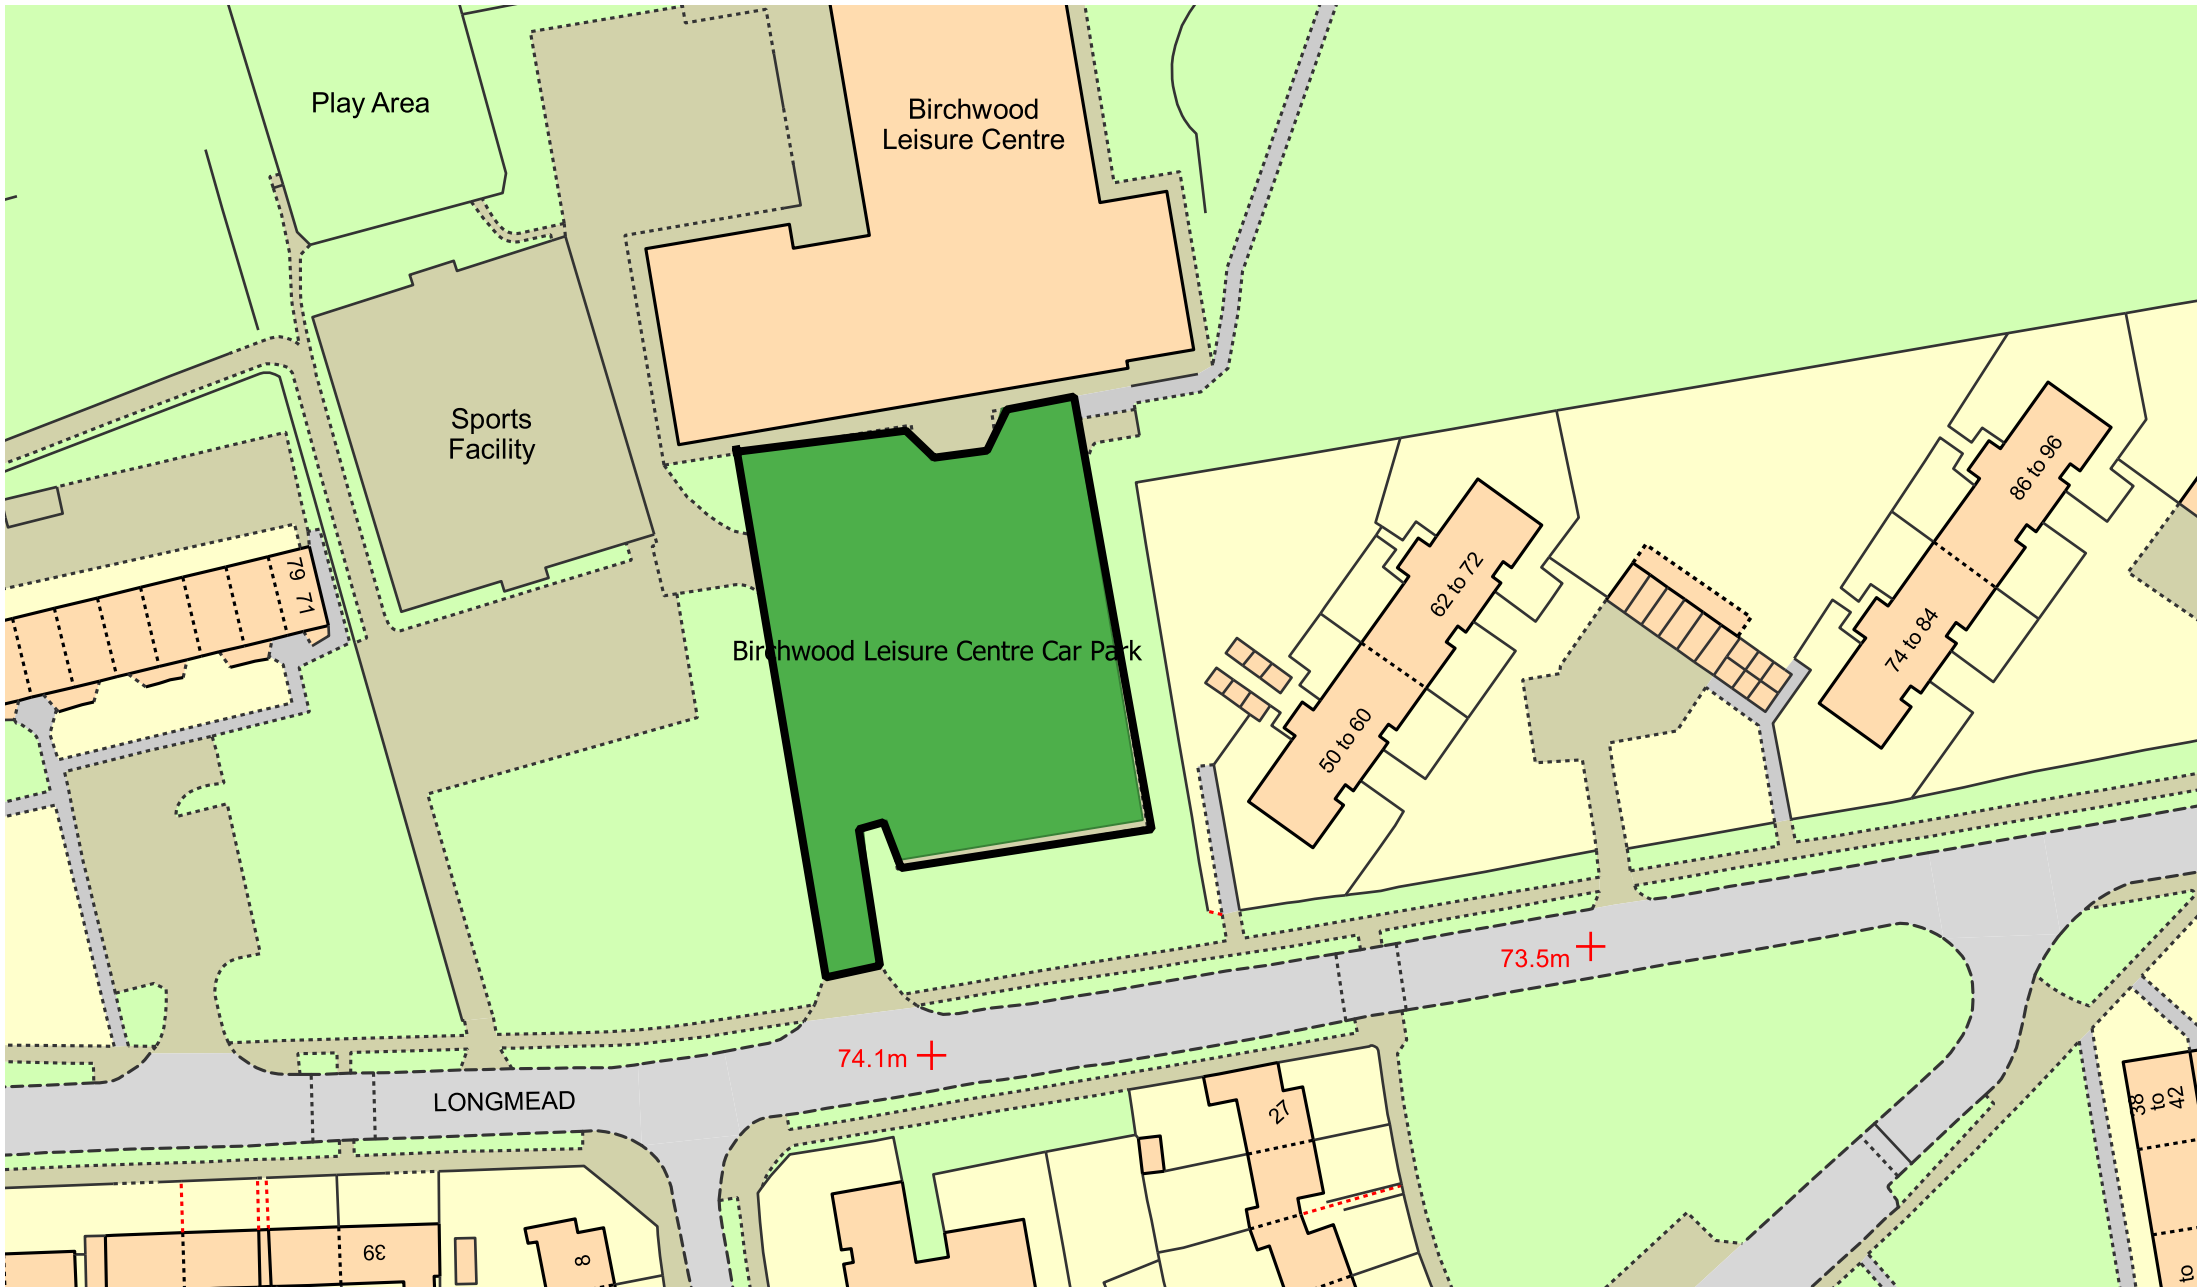 Play Area
Birchwood
Leisure Centre
Sports
Facility
86 to 96
62 to 72
79
71
74 to 84
Birchwood Leisure Centre Car Park
50 to 60
73.5m
74.1m
LONGMEAD
27
38
to
42
39
8
to